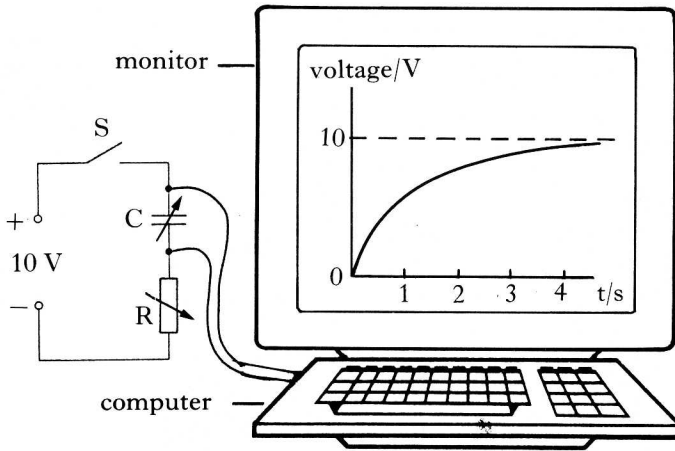 monitor
voltage/V
10
0
1 2 3 4 t/s
S
+
C
10 V
−
R
computer